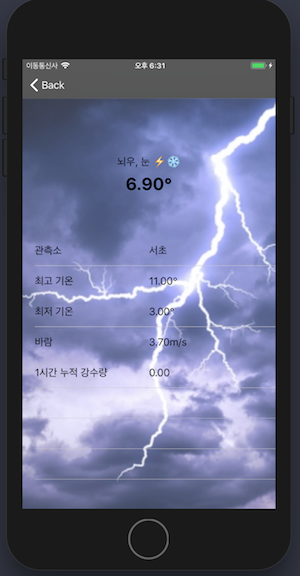 이동통신사 오후 6:31
Back
뇌우, 눈 ⚡️ ❄️
6.90°
관측소 서초
최고 기온 11.00°
최저 기온 3.00°
바람 3.70m/s
1시간 누적 강수량 0.00